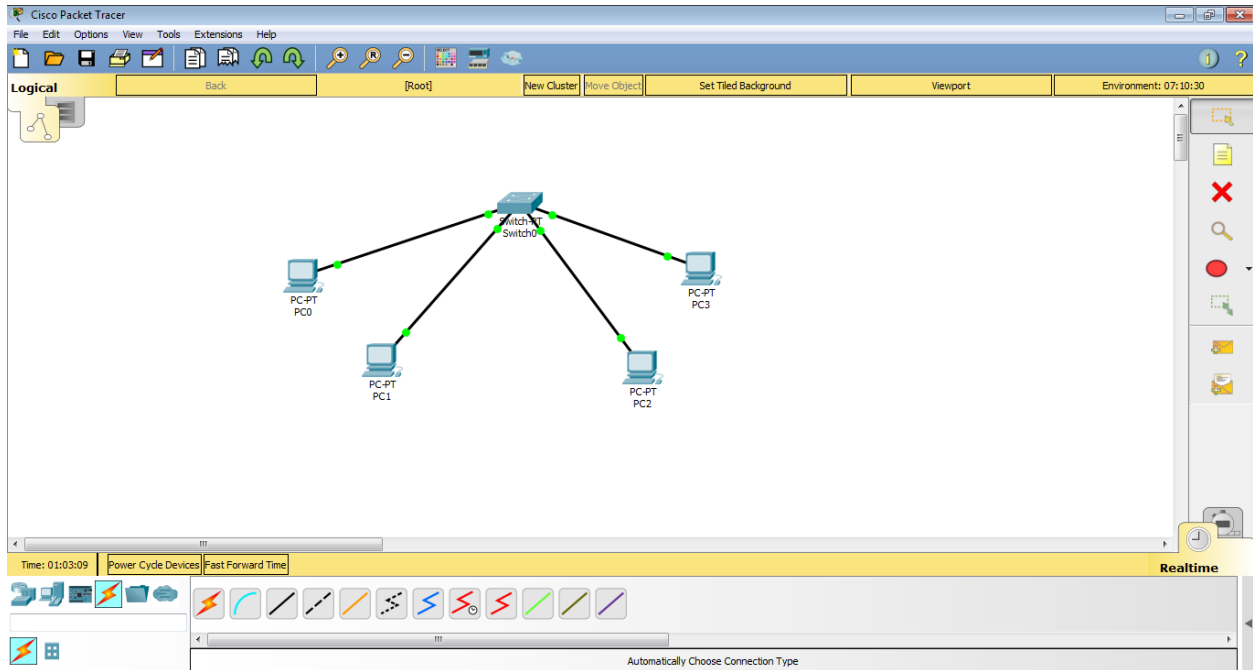 Cisco Packet Tracer
File Edit Options View Tools Extensions Help
Logical Back [Root] New Cluster Move Object Set Tiled Background Viewport Environment: 07:10:30
Switch-PT
Switch0
PC-PT
PC0
PC-PT
PC3
PC-PT
PC1
PC-PT
PC2
Time: 01:03:09 Power Cycle Devices Fast Forward Time Realtime
Automatically Choose Connection Type